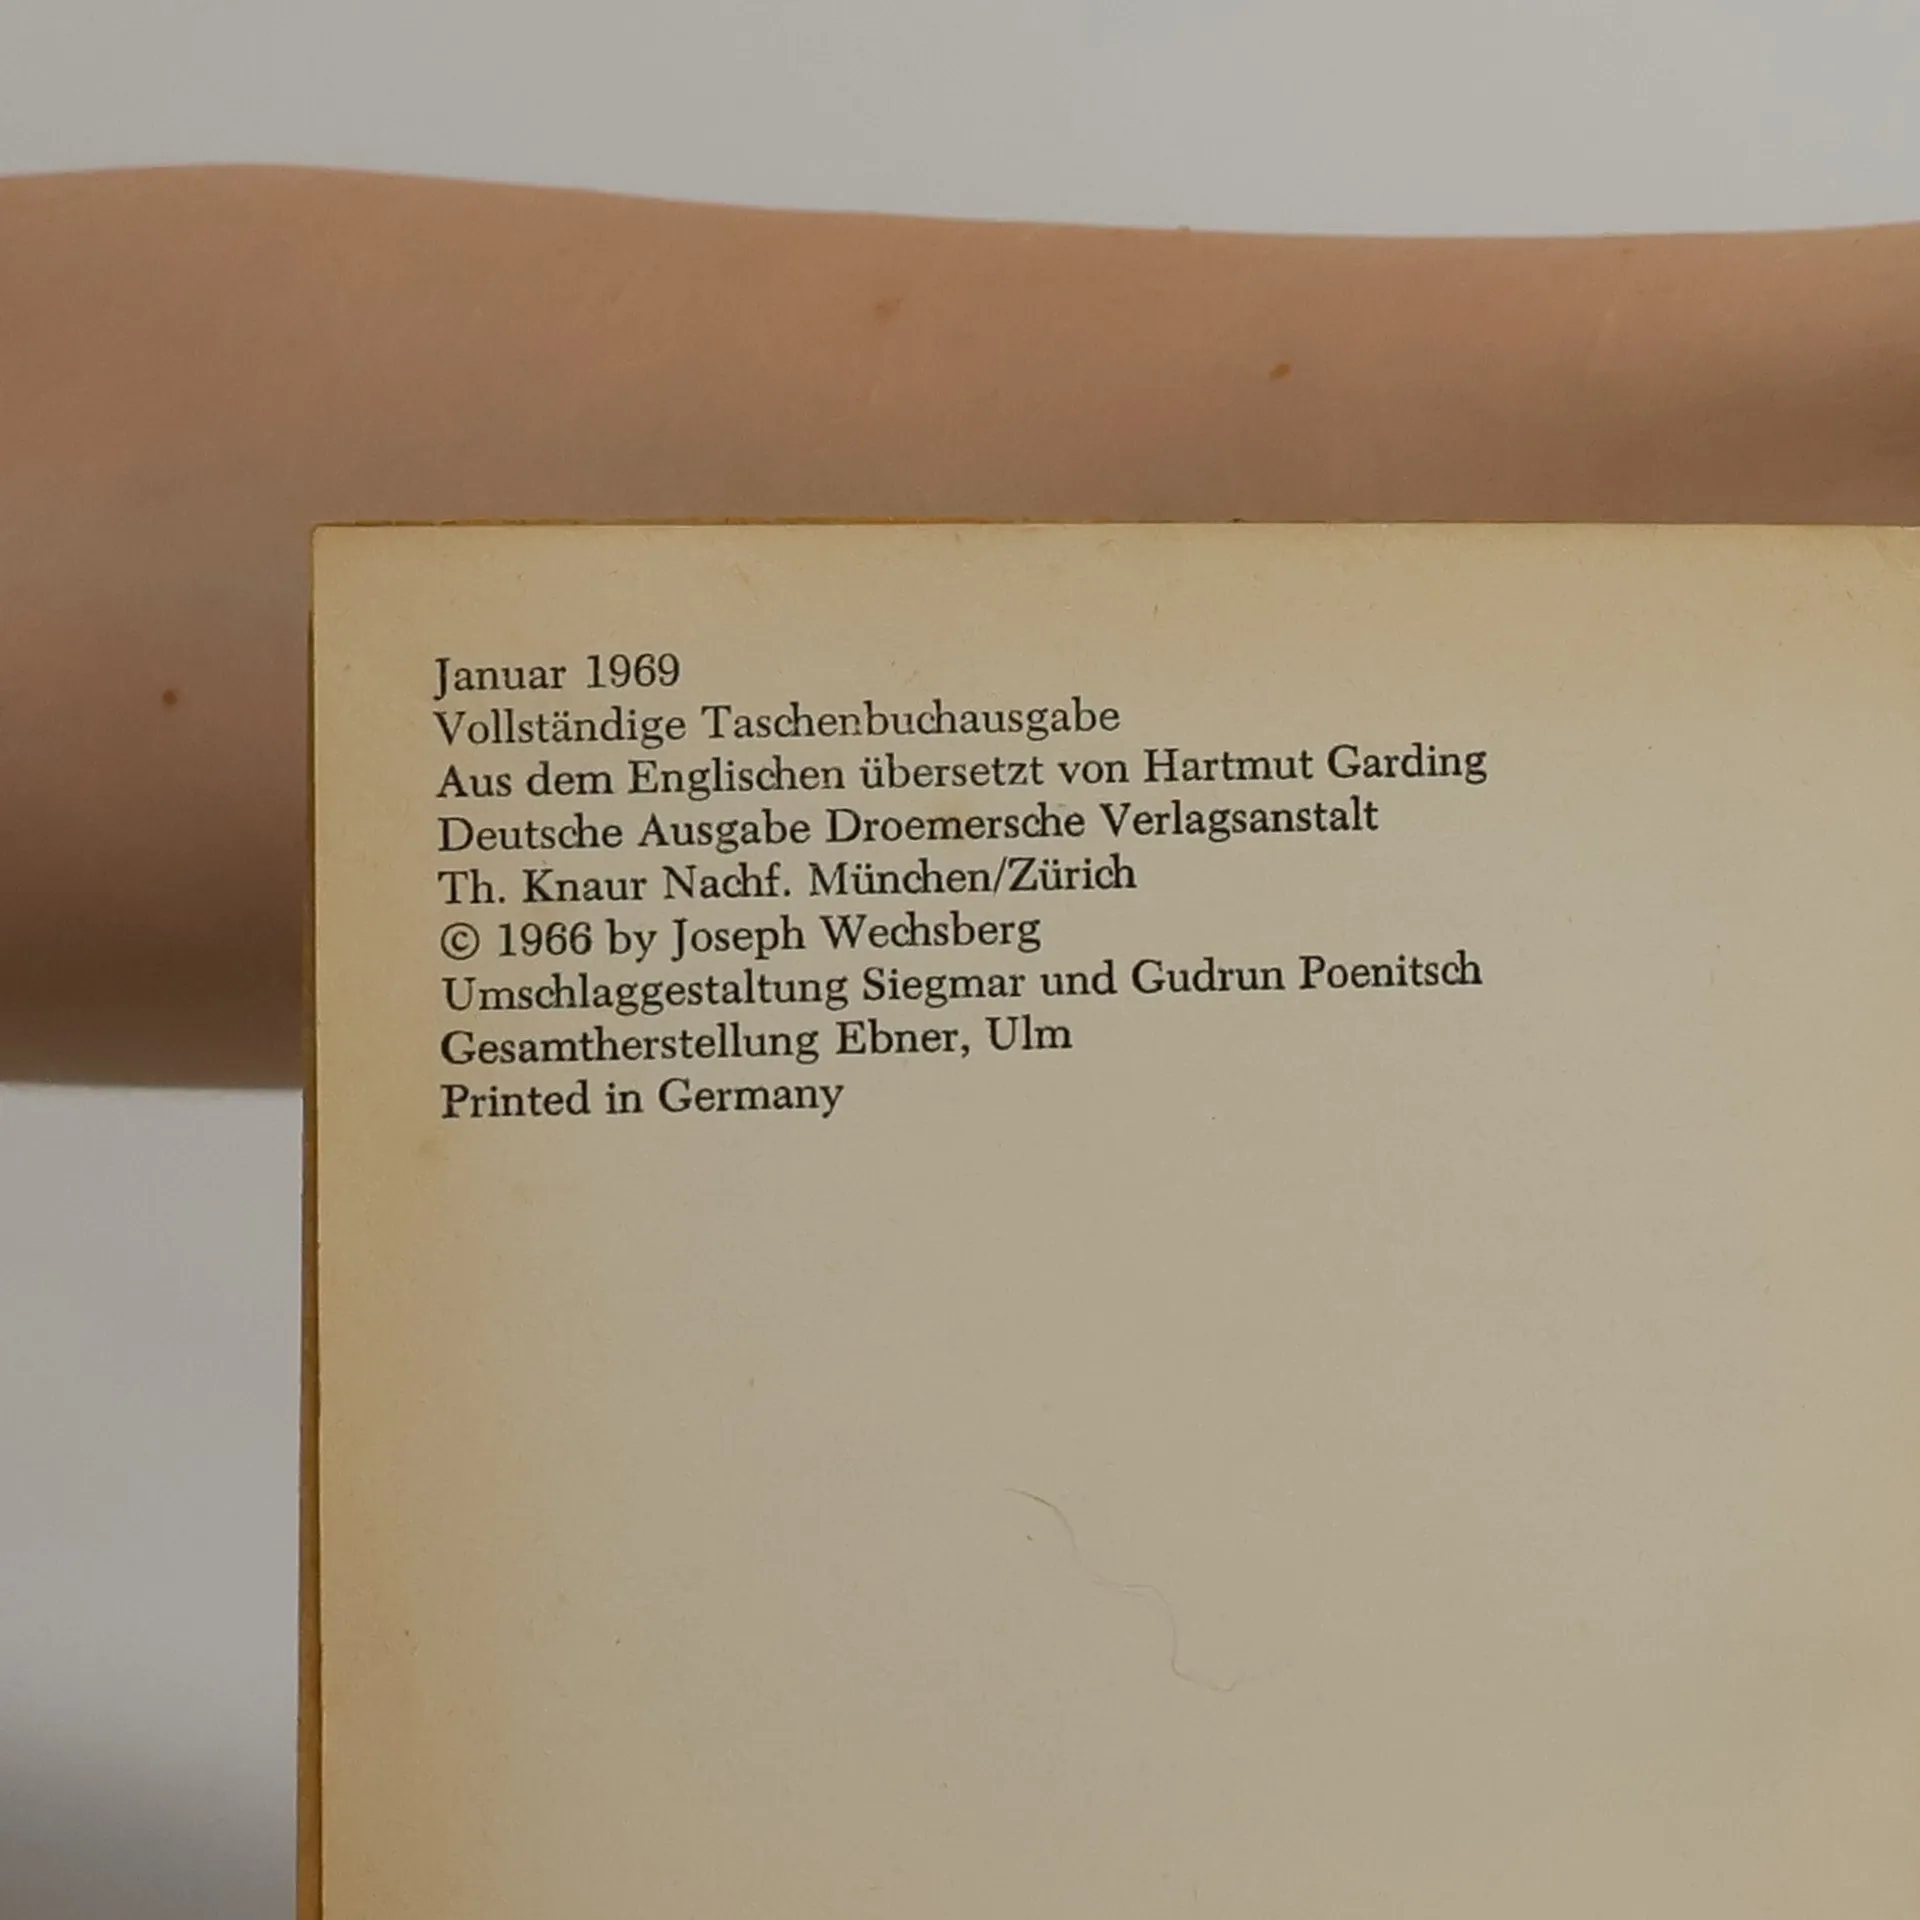 Januar 1969
Vollständige Taschenbuchausgabe
Aus dem Englischen übersetzt von Hartmut Garding
Deutsche Ausgabe Droemersche Verlagsanstalt
Th. Knaur Nachf. München/Zürich
© 1966 by Joseph Wechsberg
Umschlaggestaltung Siegmar und Gudrun Poenitsch
Gesamtherstellung Ebner, Ulm
Printed in Germany